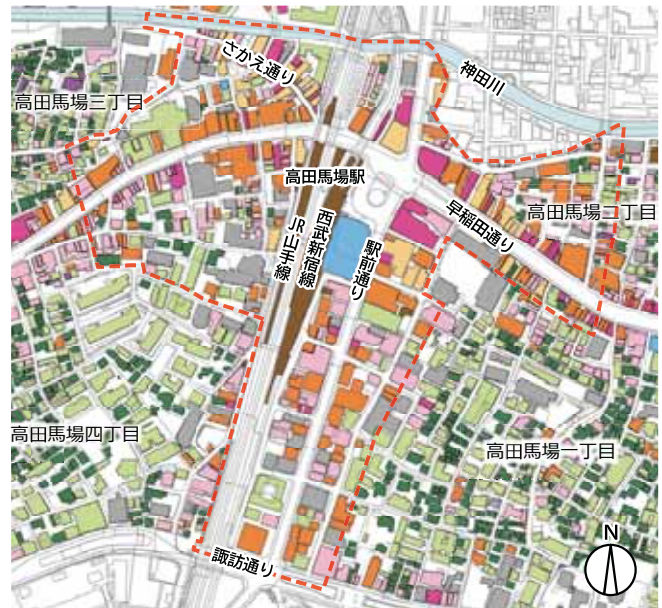 さかえ通り
神田川
高田馬場三丁目
高田馬場駅
高田馬場二丁目
早稲田通り
JR山手線
西武新宿線
駅前通り
高田馬場四丁目
高田馬場一丁目
諏訪通り
N